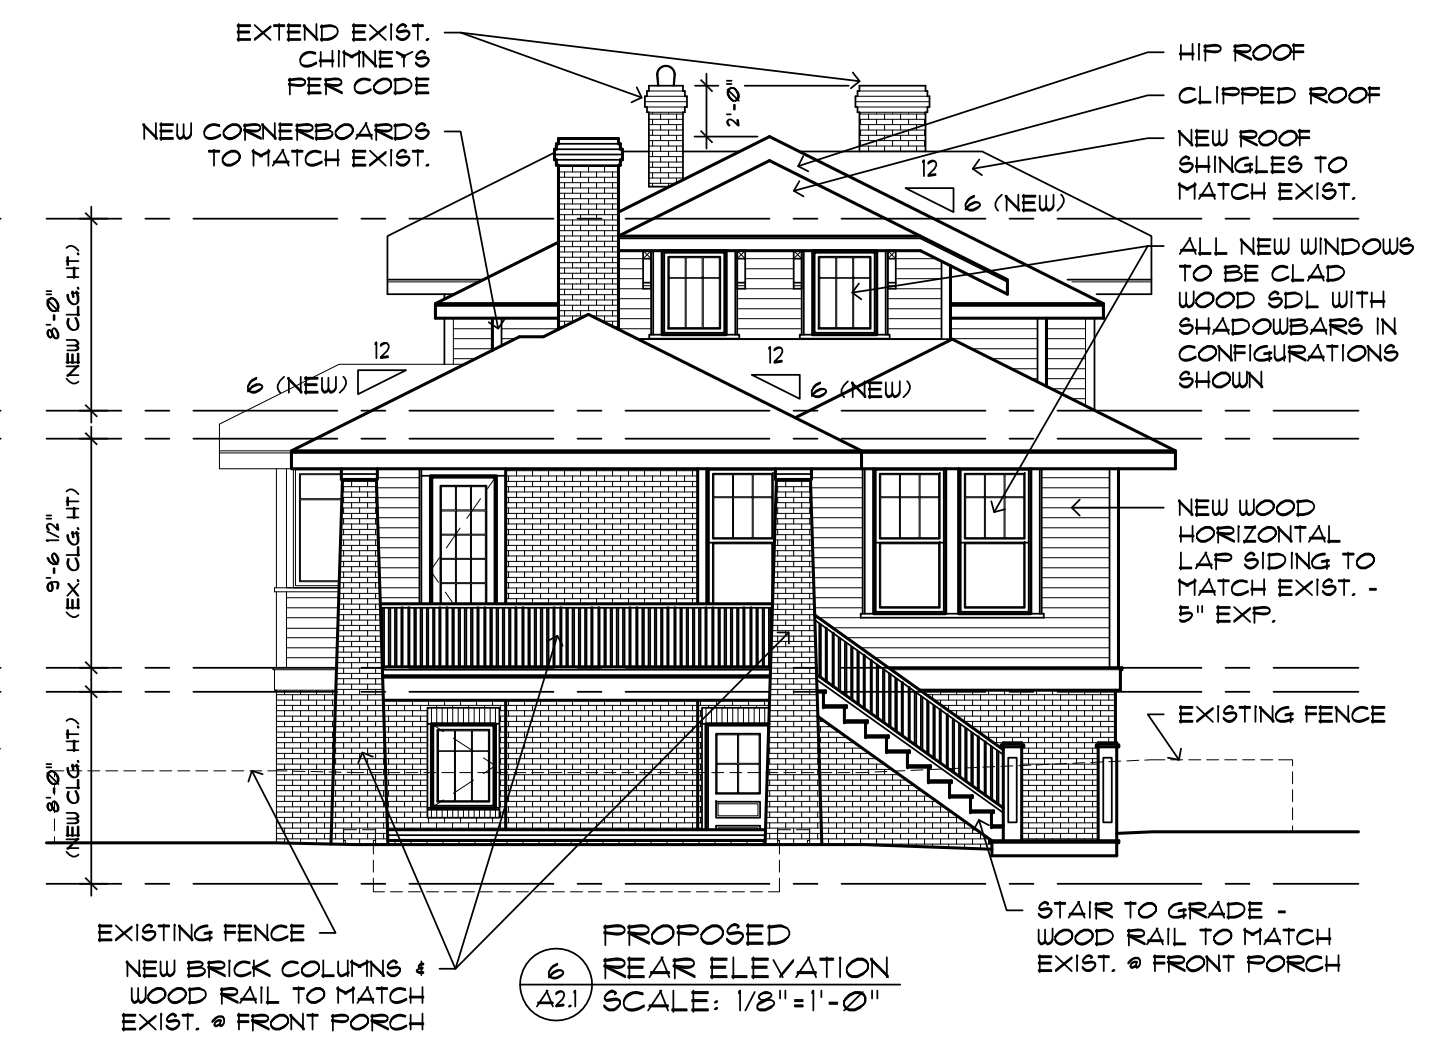 EXTEND EXIST.
CHIMNEYS
PER CODE
NEW CORNERBOARDS
TO MATCH EXIST.
2'-0"
HIP ROOF
CLIPPED ROOF
NEW ROOF
SHINGLES TO
MATCH EXIST.
12
6 (NEW)
ALL NEW WINDOWS
TO BE CLAD
WOOD SDL WITH
SHADOWBARS IN
CONFIGURATIONS
SHOWN
8'-0"
(NEW CLG. HT.)
12
6 (NEW)
12
6 (NEW)
9'-6 1/2"
(EX. CLG. HT)
NEW WOOD
HORIZONTAL
LAP SIDING TO
MATCH EXIST. -
5" EXP.
8'-0"
(NEW CLG. HT.)
EXISTING FENCE
EXISTING FENCE
NEW BRICK COLUMNS &
WOOD RAIL TO MATCH
EXIST. @ FRONT PORCH
STAIR TO GRADE -
WOOD RAIL TO MATCH
EXIST. @ FRONT PORCH
6
A2.1
PROPOSED
REAR ELEVATION
SCALE: 1/8"=1'-0"